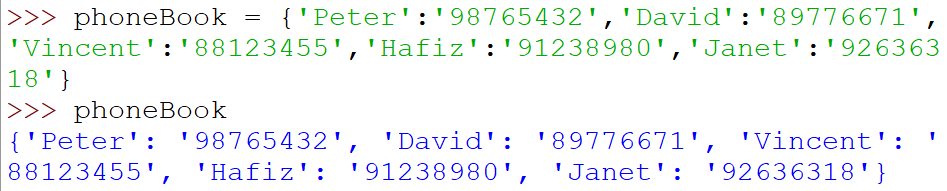 >>> phoneBook = {'Peter':'98765432','David':'89776671',
'Vincent':'88123455','Hafiz':'91238980','Janet':'926363
18'}
>>> phoneBook
{'Peter': '98765432', 'David': '89776671', 'Vincent': '
88123455', 'Hafiz': '91238980', 'Janet': '92636318'}